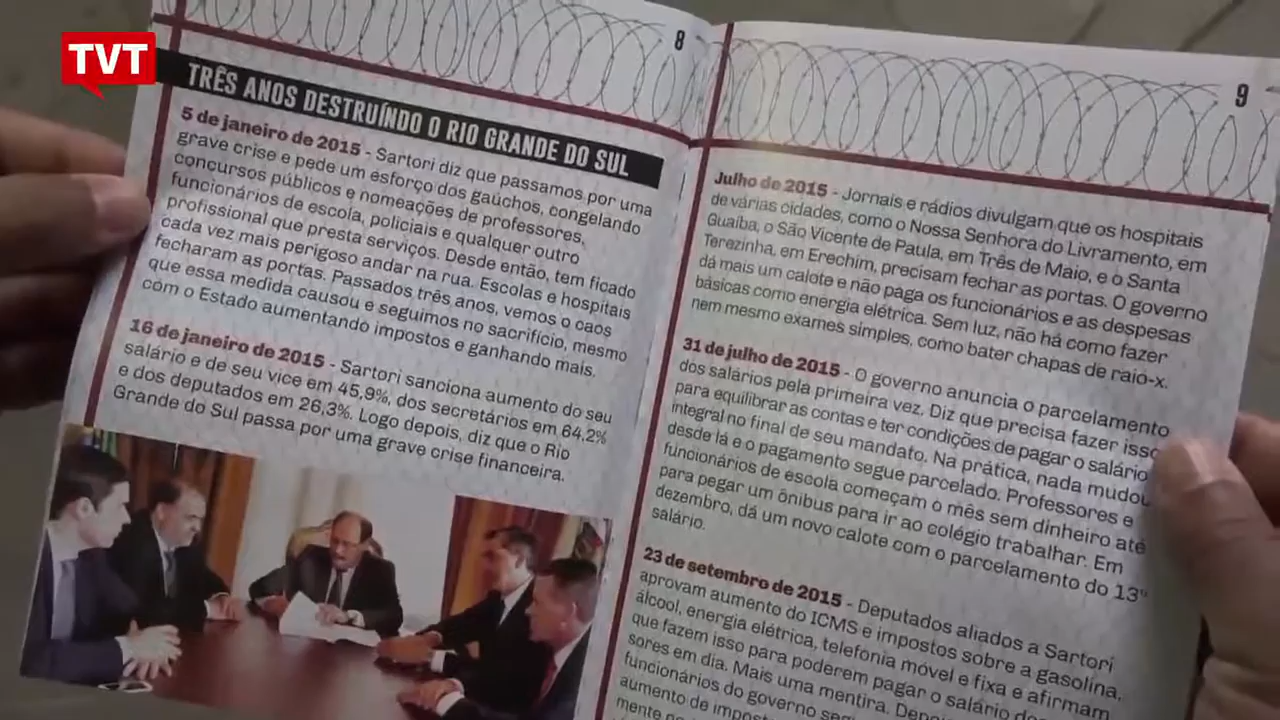 TVT
8
TRÊS ANOS DESTRUÍNDO O RIO GRANDE DO SUL
5 de janeiro de 2015 - Sartori diz que passamos por uma
grave crise e pede um esforço dos gaúchos, congelando
concursos públicos e nomeações de professores,
funcionários de escola, policiais e qualquer outro
profissional que presta serviços. Desde então, tem ficado
cada vez mais perigoso andar na rua. Escolas e hospitais
fecharam as portas. Passados três anos, vemos o caos
que essa medida causou e seguimos no sacrifício, mesmo
com o Estado aumentando impostos e ganhando mais.
16 de janeiro de 2015 - Sartori sanciona aumento do seu
salário e de seu vice em 45,9%, dos secretários em 64,2%
e dos deputados em 26,3%. Logo depois, diz que o Rio
Grande do Sul passa por uma grave crise financeira.
9
Julho de 2015 - Jornais e rádios divulgam que os hospitais
de várias cidades, como o Nossa Senhora do Livramento, em
Guaíba, o São Vicente de Paula, em Três de Maio, e o Santa
Terezinha, em Erechim, precisam fechar as portas. O governo
dá mais um calote e não paga os funcionários e as despesas
básicas como energia elétrica. Sem luz, não há como fazer
nem mesmo exames simples, como bater chapas de raio-x.
31 de julho de 2015 - O governo anuncia o parcelamento
dos salários pela primeira vez. Diz que precisa fazer isso
para equilibrar as contas e ter condições de pagar o salário
integral no final de seu mandato. Na prática, nada mudou
desde lá e o pagamento segue parcelado. Professores e
funcionários de escola começam o mês sem dinheiro até
para pegar um ônibus para ir ao colégio trabalhar. Em
dezembro, dá um novo calote com o parcelamento do 13º
salário.
23 de setembro de 2015 - Deputados aliados a Sartori
aprovam aumento do ICMS e impostos sobre a gasolina,
álcool, energia elétrica, telefonia móvel e fixa e afirmam
que fazem isso para poderem pagar o salário dos
sores em dia. Mais uma mentira.
funcionários do governo
aumento de
mente